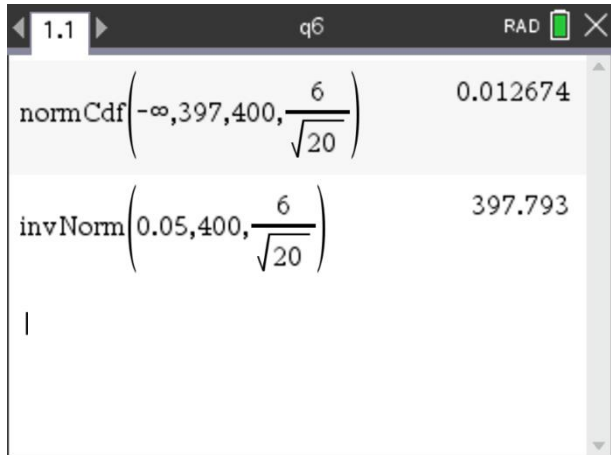 1.1 q6 RAD
normCdf(-∞,397,400,6/√20) 0.012674
invNorm(0.05,400,6/√20) 397.793